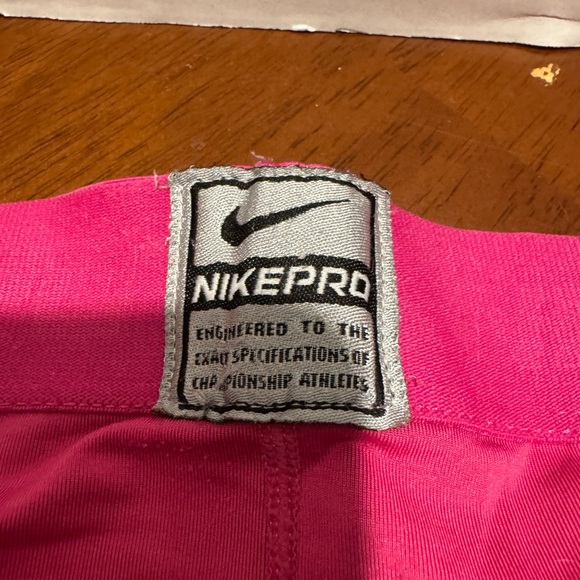 NIKEPRO
ENGINEERED TO THE
EXACT SPECIFICATIONS OF
CHAMPIONSHIP ATHLETES